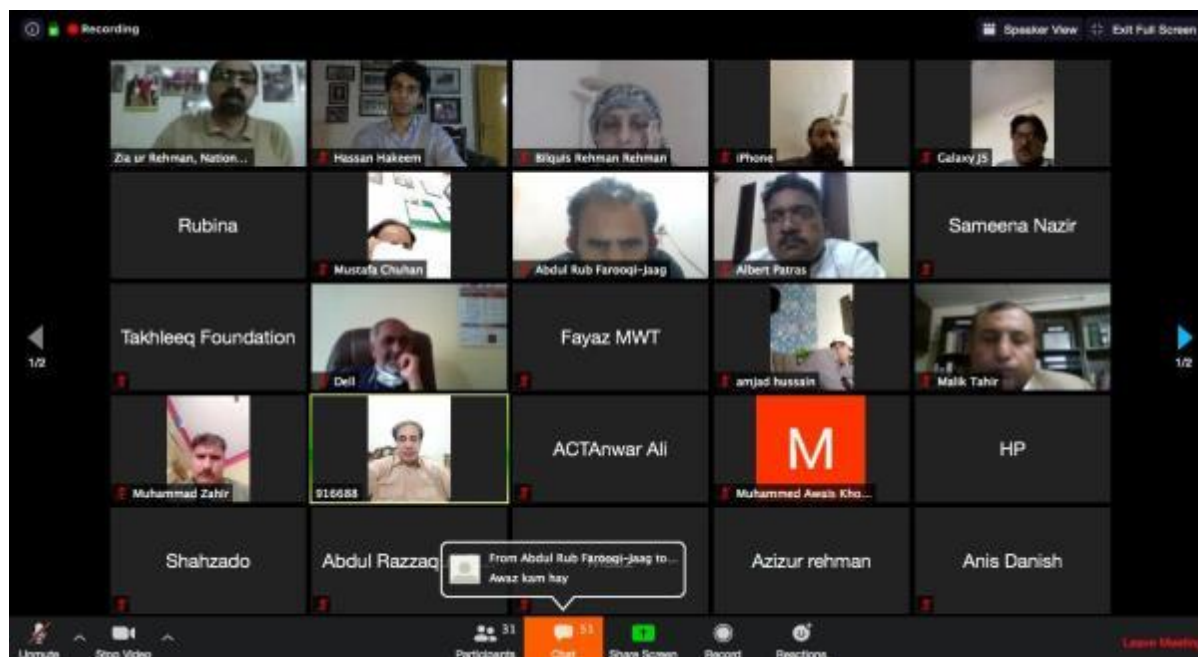 Recording
Speaker View
Exit Full Screen
Zia ur Rehman, Nation...
Hassan Hakeem
Bilquis Rehman Rehman
iPhone
Galaxy J5
Rubina
Mustafa Chuhan
Abdul Rub Farooqi-Jaag
Albert Patras
Sameena Nazir
Takhleeq Foundation
Dell
Fayaz MWT
amjad hussain
Malik Tahir
1/2
1/2
Muhammad Zahir
916688
ACTAnwar Ali
M
Muhammed Awais Kho...
HP
Shahzado
Abdul Razzaq
From Abdul Rub Farooqi-Jaag to...
Awaz kam hay
Azizur rehman
Anis Danish
Unmute
Stop Video
31
Participants
51
Chat
Share Screen
Record
Reactions
Leave Meeting